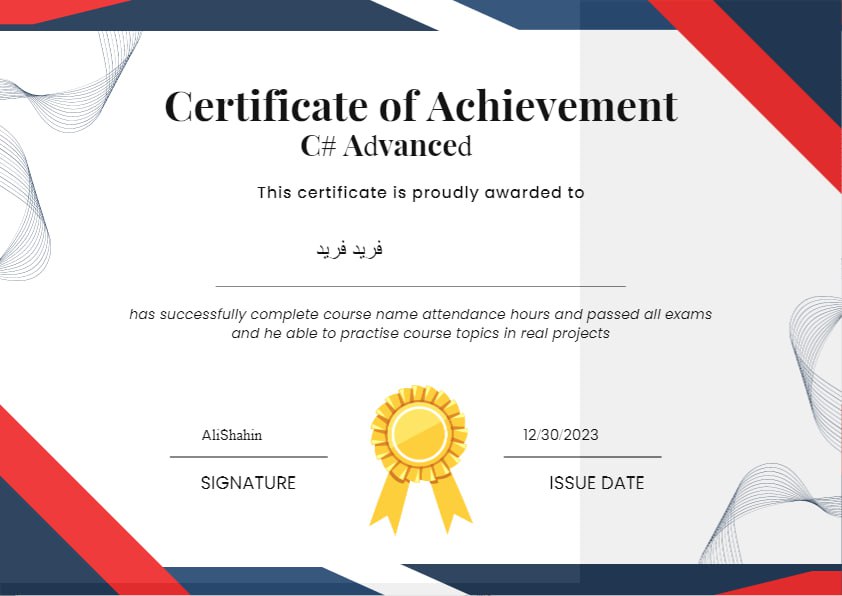 Certificate of Achievement
C# Advanced
This certificate is proudly awarded to
فريد فريد
has successfully complete course name attendance hours and passed all exams
and he able to practise course topics in real projects
AliShahin
12/30/2023
SIGNATURE
ISSUE DATE